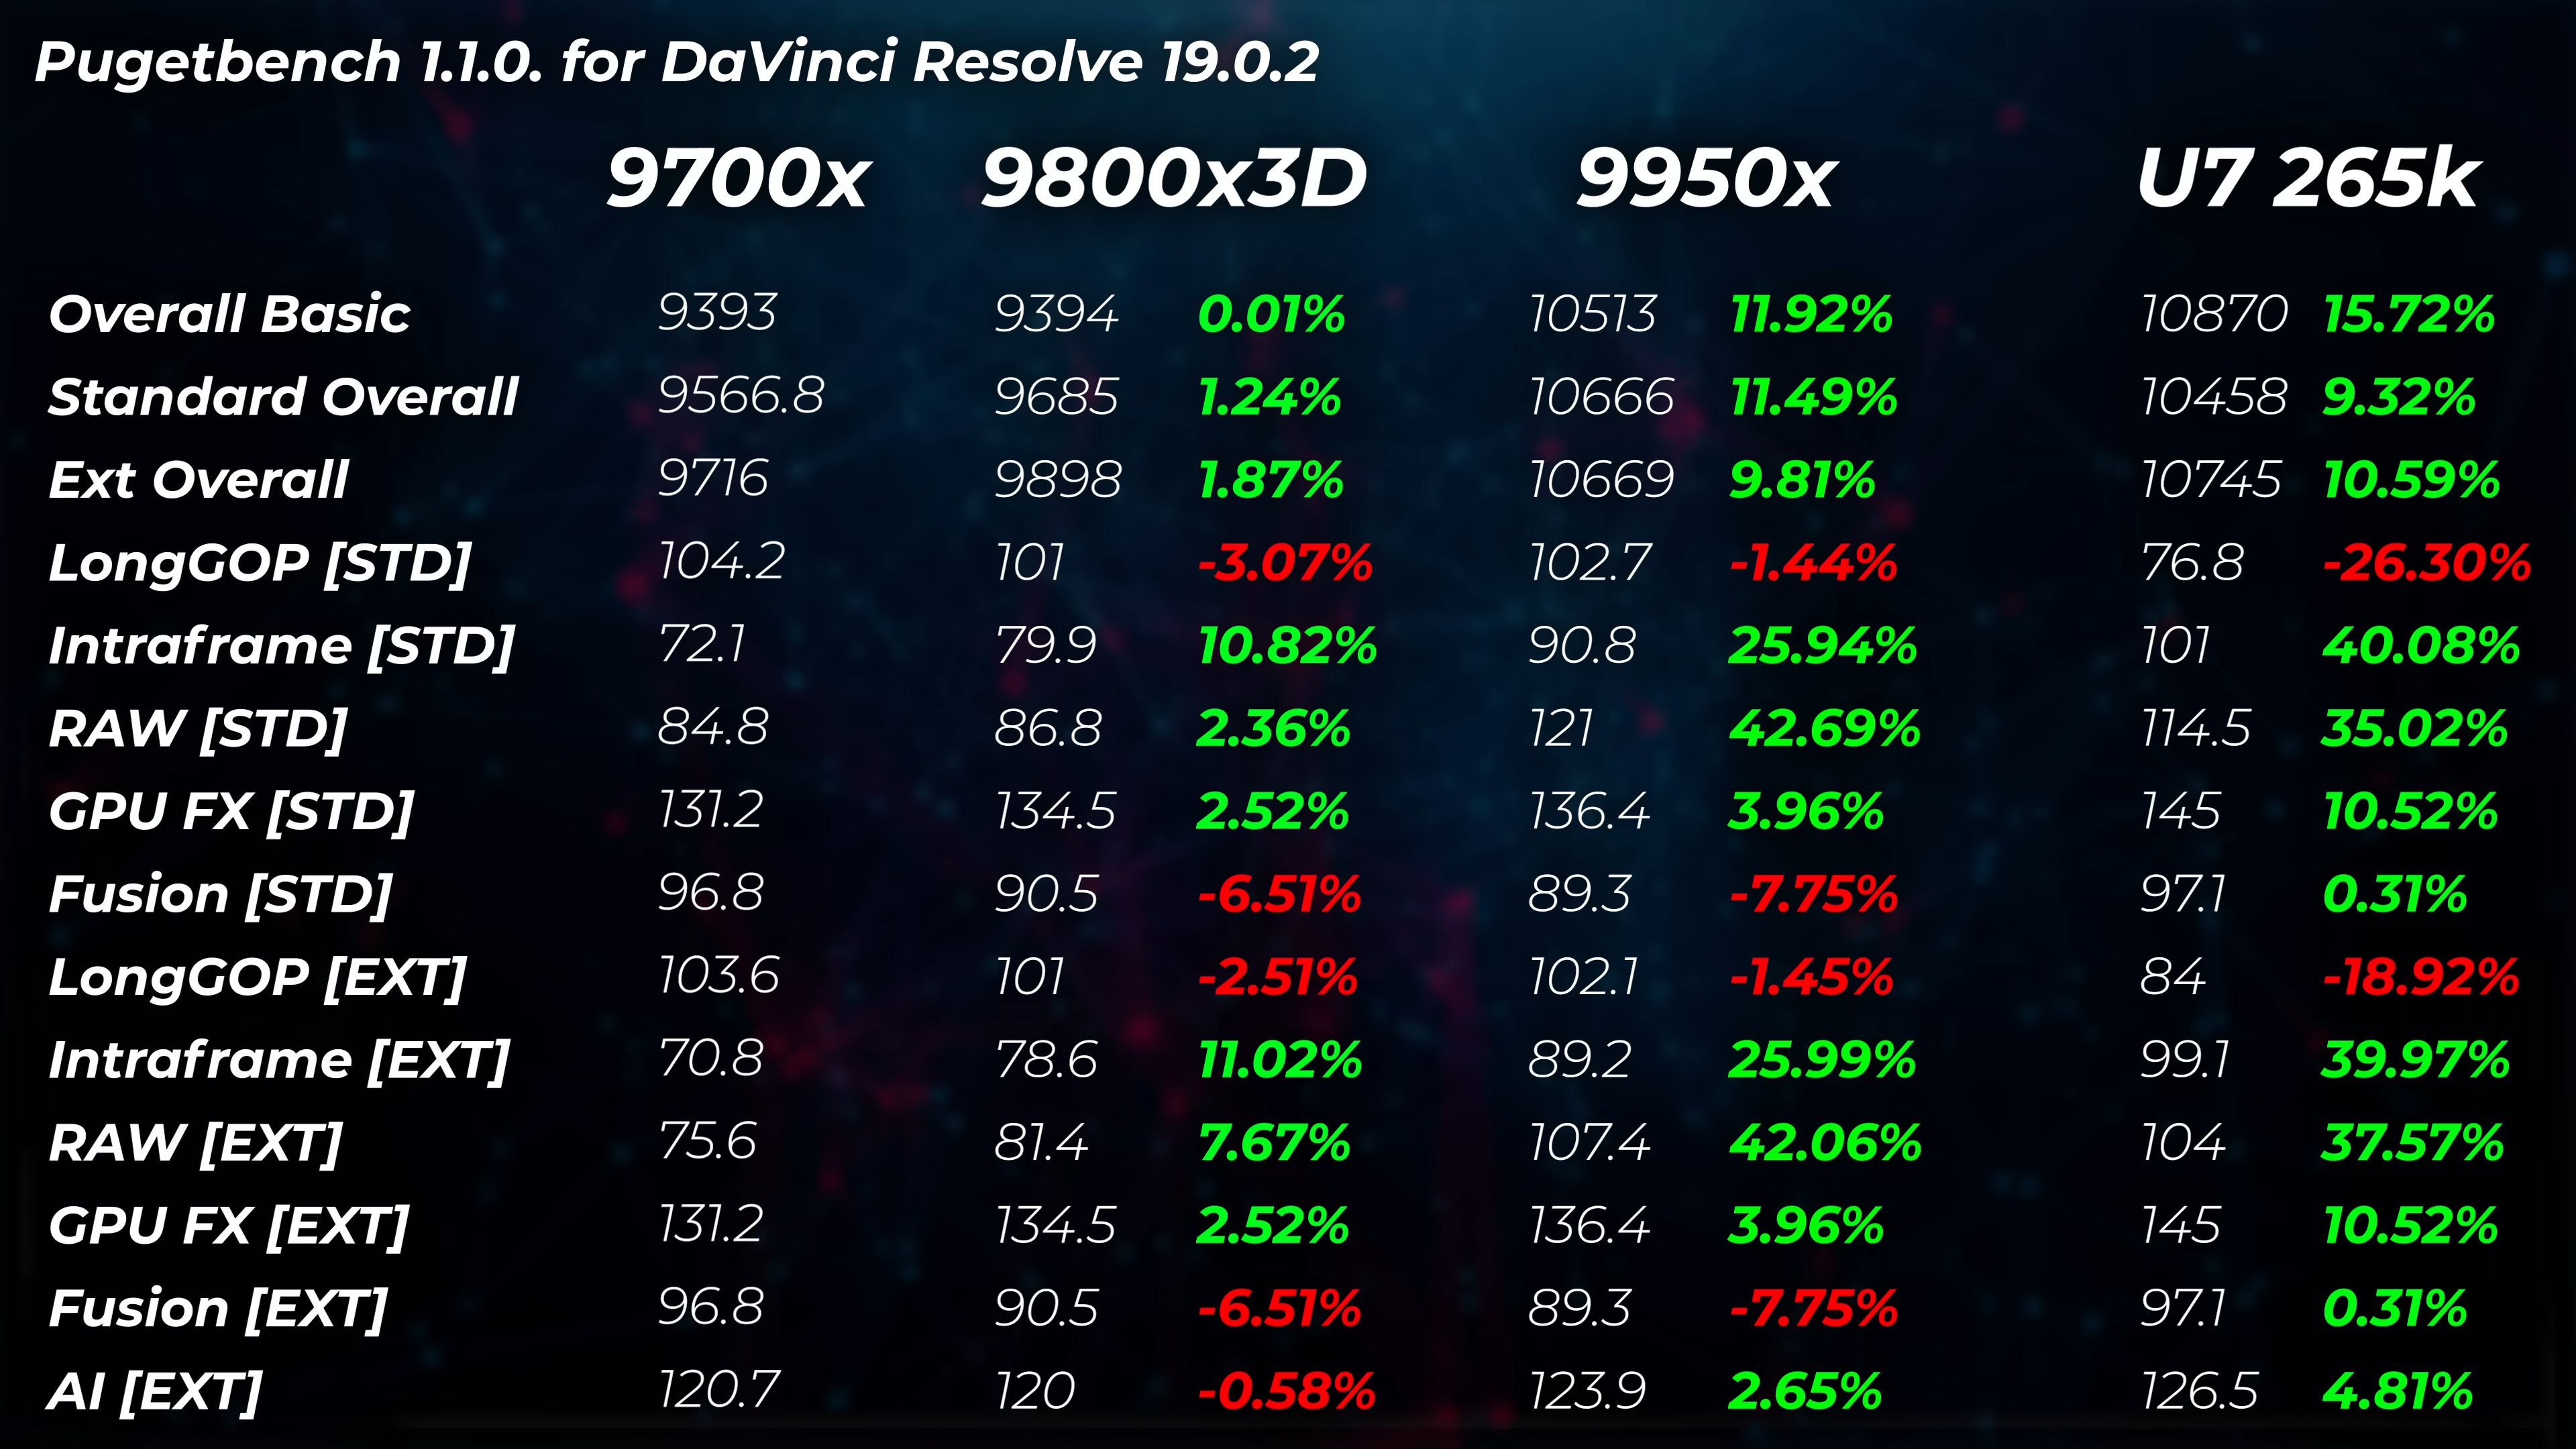 Pugetbench 1.1.0. for DaVinci Resolve 19.0.2
9700x 9800x3D 9950x U7 265k
Overall Basic 9393 9394 0.01% 10513 11.92% 10870 15.72%
Standard Overall 9566.8 9685 1.24% 10666 11.49% 10458 9.32%
Ext Overall 9716 9898 1.87% 10669 9.81% 10745 10.59%
LongGOP [STD] 104.2 101 -3.07% 102.7 -1.44% 76.8 -26.30%
Intraframe [STD] 72.1 79.9 10.82% 90.8 25.94% 101 40.08%
RAW [STD] 84.8 86.8 2.36% 121 42.69% 114.5 35.02%
GPU FX [STD] 131.2 134.5 2.52% 136.4 3.96% 145 10.52%
Fusion [STD] 96.8 90.5 -6.51% 89.3 -7.75% 97.1 0.31%
LongGOP [EXT] 103.6 101 -2.51% 102.1 -1.45% 84 -18.92%
Intraframe [EXT] 70.8 78.6 11.02% 89.2 25.99% 99.1 39.97%
RAW [EXT] 75.6 81.4 7.67% 107.4 42.06% 104 37.57%
GPU FX [EXT] 131.2 134.5 2.52% 136.4 3.96% 145 10.52%
Fusion [EXT] 96.8 90.5 -6.51% 89.3 -7.75% 97.1 0.31%
AI [EXT] 120.7 120 -0.58% 123.9 2.65% 126.5 4.81%